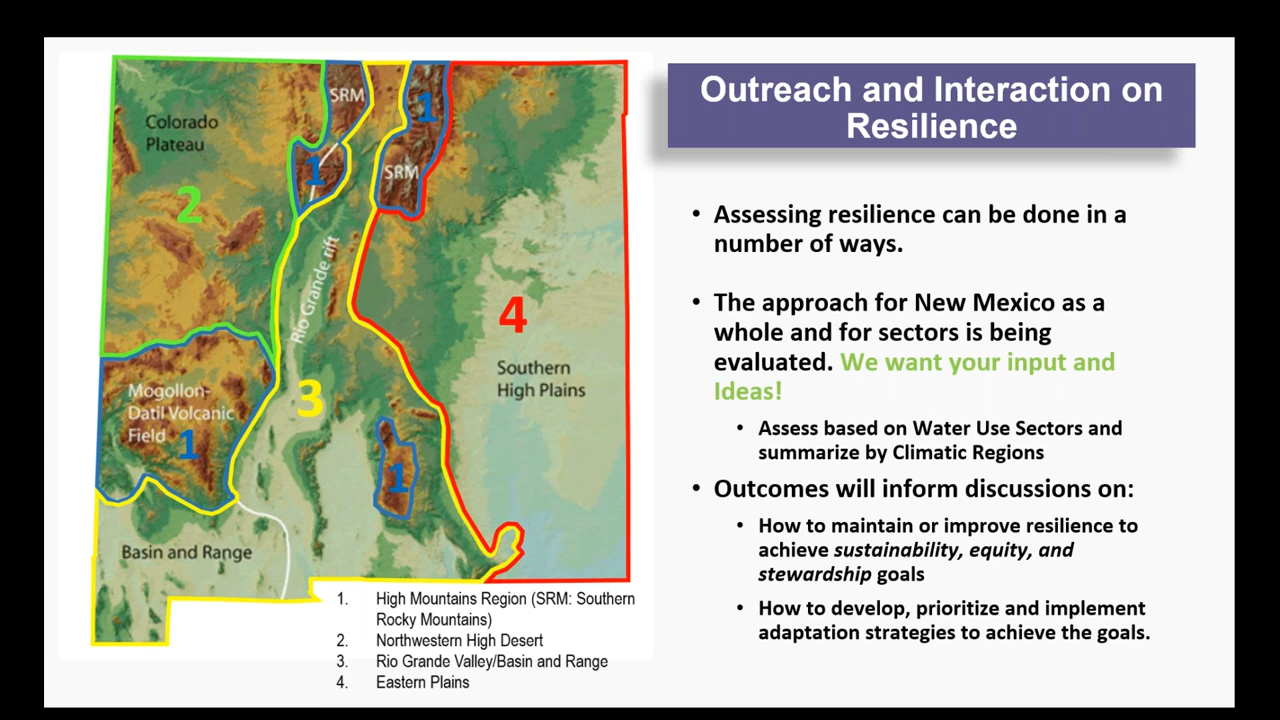 Outreach and Interaction on
Resilience
SRM
1
Colorado
Plateau
1
SRM
2
Rio Grande rift
4
Southern
High Plains
3
Mogollon-
Datil Volcanic
Field
1
1
Basin and Range
1. High Mountains Region (SRM: Southern
Rocky Mountains)
2. Northwestern High Desert
3. Rio Grande Valley/Basin and Range
4. Eastern Plains
• Assessing resilience can be done in a
number of ways.
• The approach for New Mexico as a
whole and for sectors is being
evaluated. We want your input and
Ideas!
• Assess based on Water Use Sectors and
summarize by Climatic Regions
• Outcomes will inform discussions on:
• How to maintain or improve resilience to
achieve sustainability, equity, and
stewardship goals
• How to develop, prioritize and implement
adaptation strategies to achieve the goals.